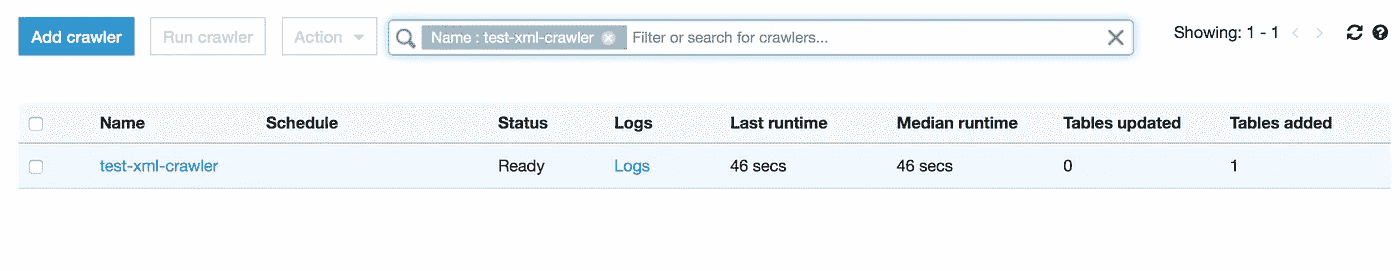 Add crawler Run crawler Action Name : test-xml-crawler Filter or search for crawlers... Showing: 1 - 1
Name Schedule Status Logs Last runtime Median runtime Tables updated Tables added
test-xml-crawler Ready Logs 46 secs 46 secs 0 1